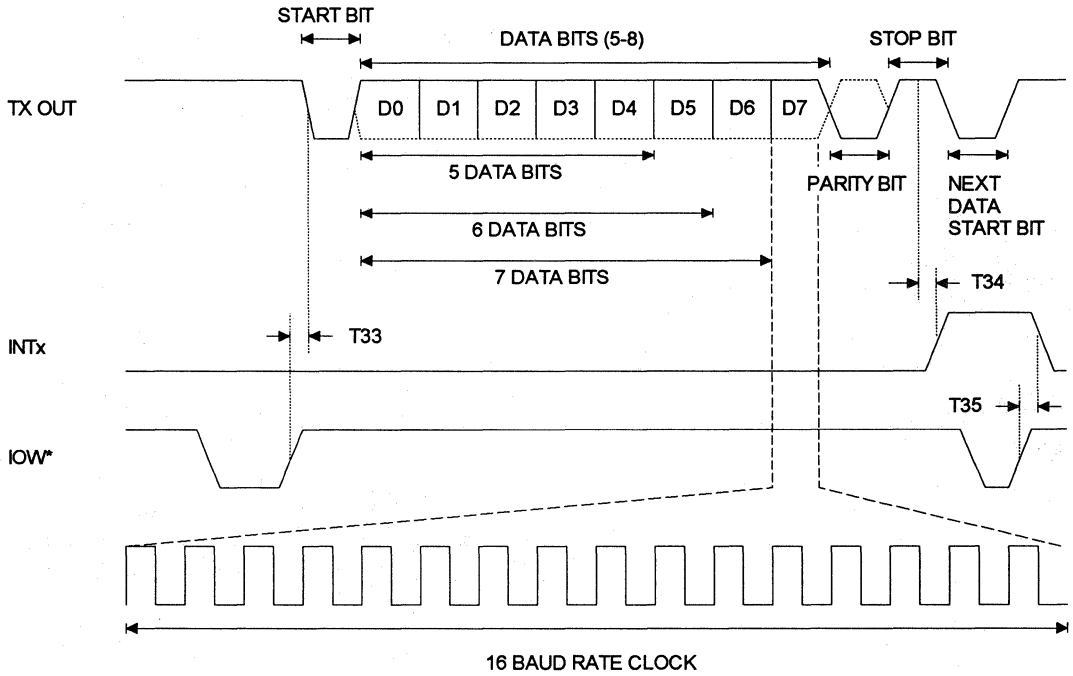 START BIT
DATA BITS (5-8)
STOP BIT
TX OUT
D0 D1 D2 D3 D4 D5 D6 D7
5 DATA BITS
PARITY BIT
NEXT
DATA
START BIT
6 DATA BITS
7 DATA BITS
T34
T33
INTx
T35
IOW*
16 BAUD RATE CLOCK